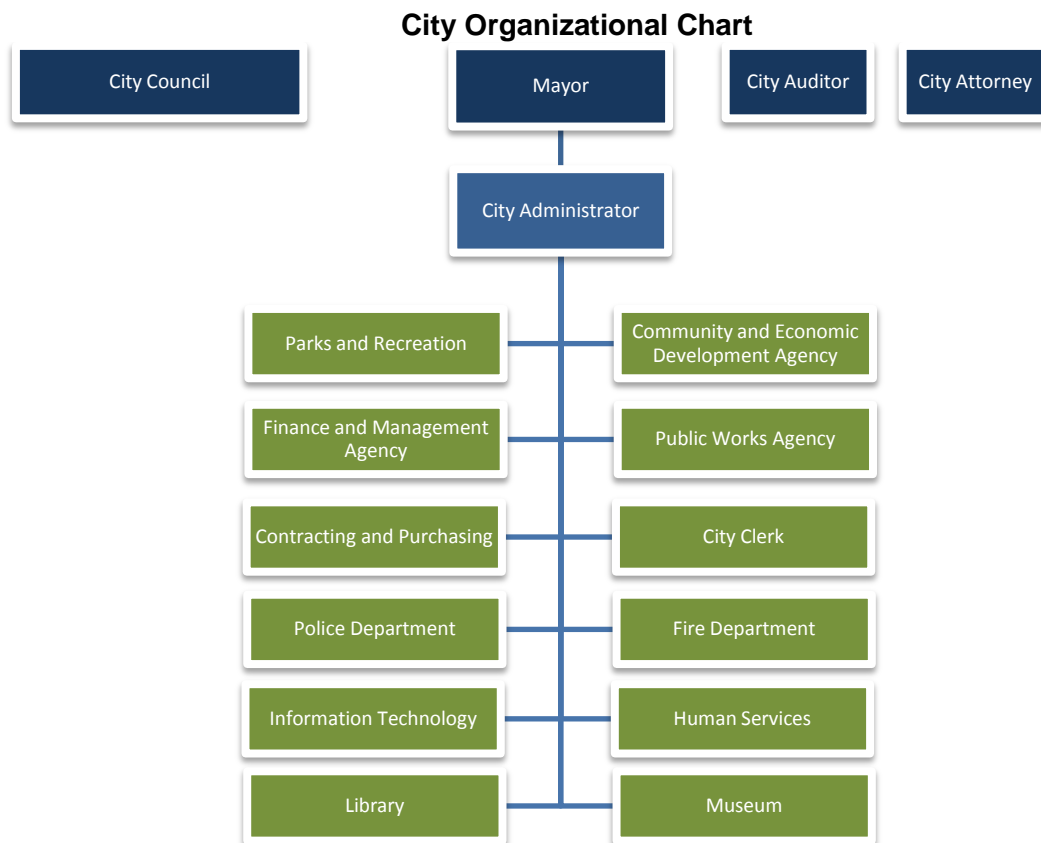 City Organizational Chart
City Council
Mayor
City Auditor
City Attorney
City Administrator
Parks and Recreation
Community and Economic
Development Agency
Finance and Management
Agency
Public Works Agency
Contracting and Purchasing
City Clerk
Police Department
Fire Department
Information Technology
Human Services
Library
Museum